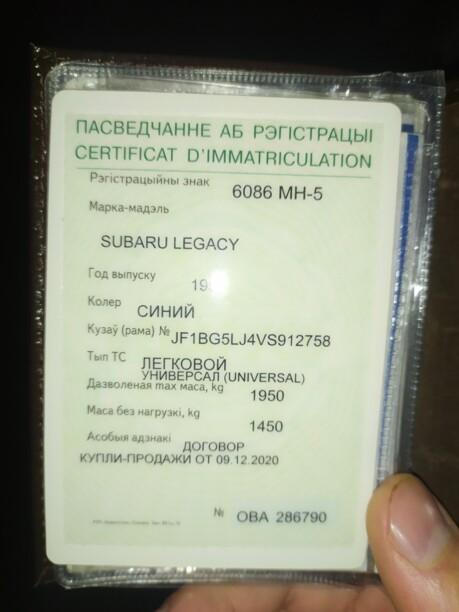 ПАСВЕДЧАННЕ АБ РЭГІСТРАЦЫІ
CERTIFICAT D'IMMATRICULATION
Рэгістрацыйны знак 6086 MH-5
Марка-мадэль
SUBARU LEGACY
Год выпуску
Колер СИНИЙ
Кузаў (рама) № JF1BG5LJ4VS912758
Тып ТС ЛЕГКОВОЙ
УНИВЕРСАЛ (UNIVERSAL)
Дазволеная max маса, kg 1950
Маса без нагрузкі, kg 1450
Асобыя адзнакі ДОГОВОР
КУПЛИ-ПРОДАЖИ ОТ 09.12.2020
№ ОВА 286790